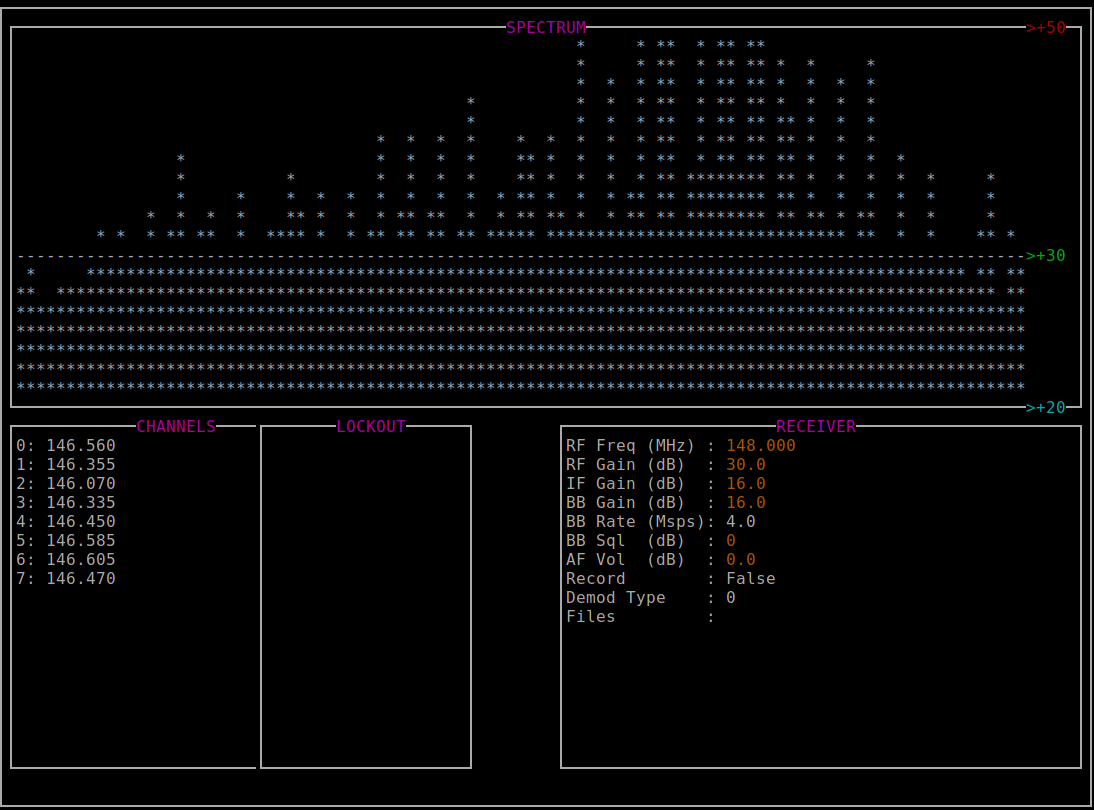 SPECTRUM
>+50
>+30
>+20
CHANNELS
0: 146.560
1: 146.355
2: 146.070
3: 146.335
4: 146.450
5: 146.585
6: 146.605
7: 146.470
LOCKOUT
RECEIVER
RF Freq (MHz) : 148.000
RF Gain (dB)  : 30.0
IF Gain (dB)  : 16.0
BB Gain (dB)  : 16.0
BB Rate (Msps): 4.0
BB Sql  (dB)  : 0
AF Vol  (dB)  : 0.0
Record        : False
Demod Type    : 0
Files         :